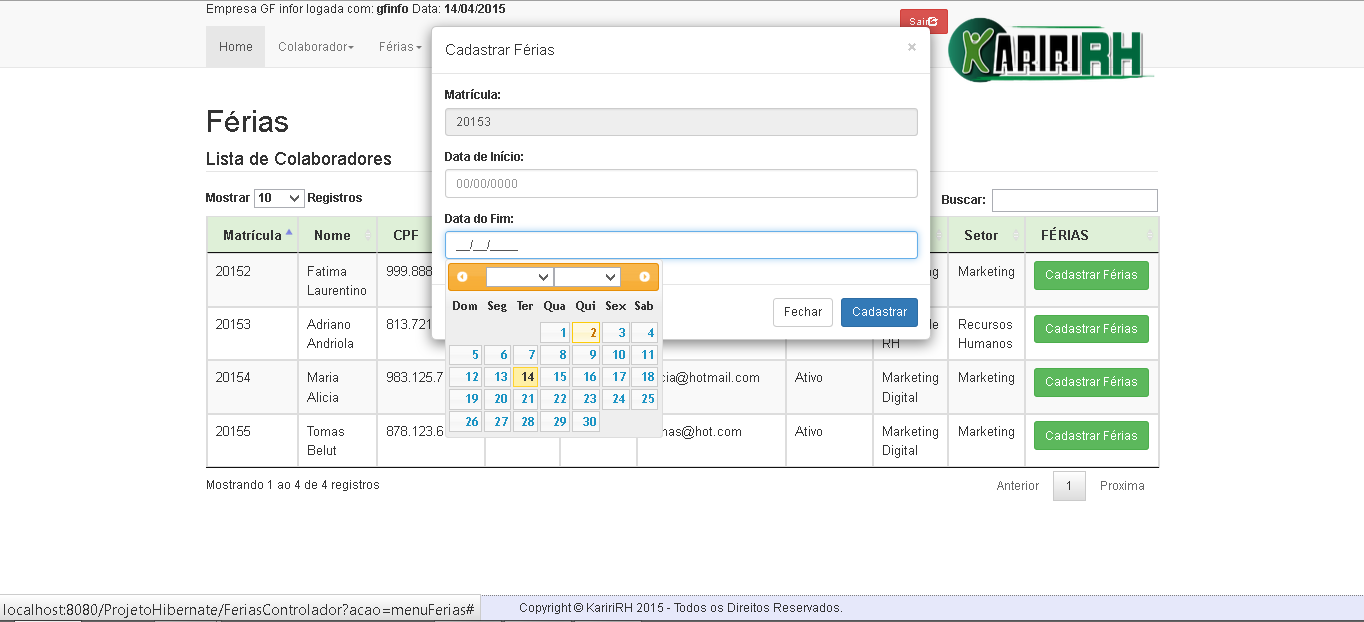 Empresa GF infor logada com: gfinfo Data: 14/04/2015
Sair
Home Colaborador Férias
KARIRIRH
Cadastrar Férias ×
Matrícula:
20153
Data de Início:
00/00/0000
Data do Fim:
__/__/____
Fechar Cadastrar
Dom Seg Ter Qua Qui Sex Sab
1 2 3 4
5 6 7 8 9 10 11
12 13 14 15 16 17 18
19 20 21 22 23 24 25
26 27 28 29 30
Férias
Lista de Colaboradores
Mostrar 10 Registros Buscar:
Matrícula Nome CPF Setor FÉRIAS
20152 Fatima 999.888 Marketing Cadastrar Férias
Laurentino
20153 Adriano 813.721 Recursos Cadastrar Férias
Andriola RH Humanos
20154 Maria 983.125.7 cia@hotmail.com Ativo Marketing Marketing Cadastrar Férias
Alicia Digital
20155 Tomas 878.123.6 nas@hot.com Ativo Marketing Marketing Cadastrar Férias
Belut Digital
Mostrando 1 ao 4 de 4 registros Anterior 1 Proxima
localhost:8080/ProjetoHibernate/FeriasControlador?acao=menuFerias#
Copyright © KaririRH 2015 - Todos os Direitos Reservados.